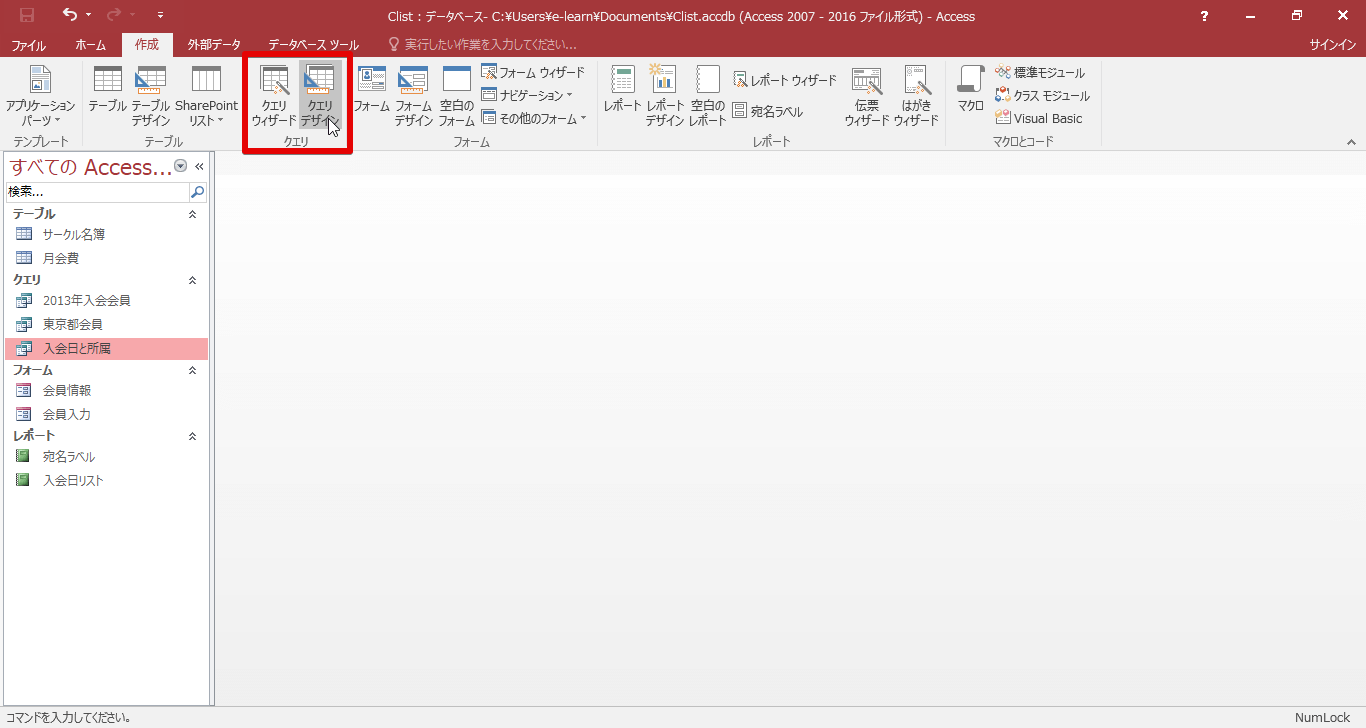 Clist : データベース- C:¥Users¥e-learn¥Documents¥Clist.accdb (Access 2007 - 2016 ファイル形式) - Access
?
ファイル ホーム 作成 外部データ データベース ツール 実行したい作業を入力してください... サインイン
アプリケーション パーツ
テンプレート
テーブル
テーブル デザイン
SharePoint リスト
テーブル
クエリ ウィザード
クエリ デザイン
クエリ
フォーム
フォーム デザイン
空白の フォーム
フォーム ウィザード
ナビゲーション
その他のフォーム
フォーム
レポート
レポート デザイン
空白の レポート
レポート ウィザード
宛名ラベル
伝票 ウィザード
はがき ウィザード
レポート
マクロ
標準モジュール
クラス モジュール
Visual Basic
マクロとコード
すべての Access...
検索...
テーブル
サークル名簿
月会費
クエリ
2013年入会会員
東京都会員
入会日と所属
フォーム
会員情報
会員入力
レポート
宛名ラベル
入会日リスト
コマンドを入力してください。
NumLock